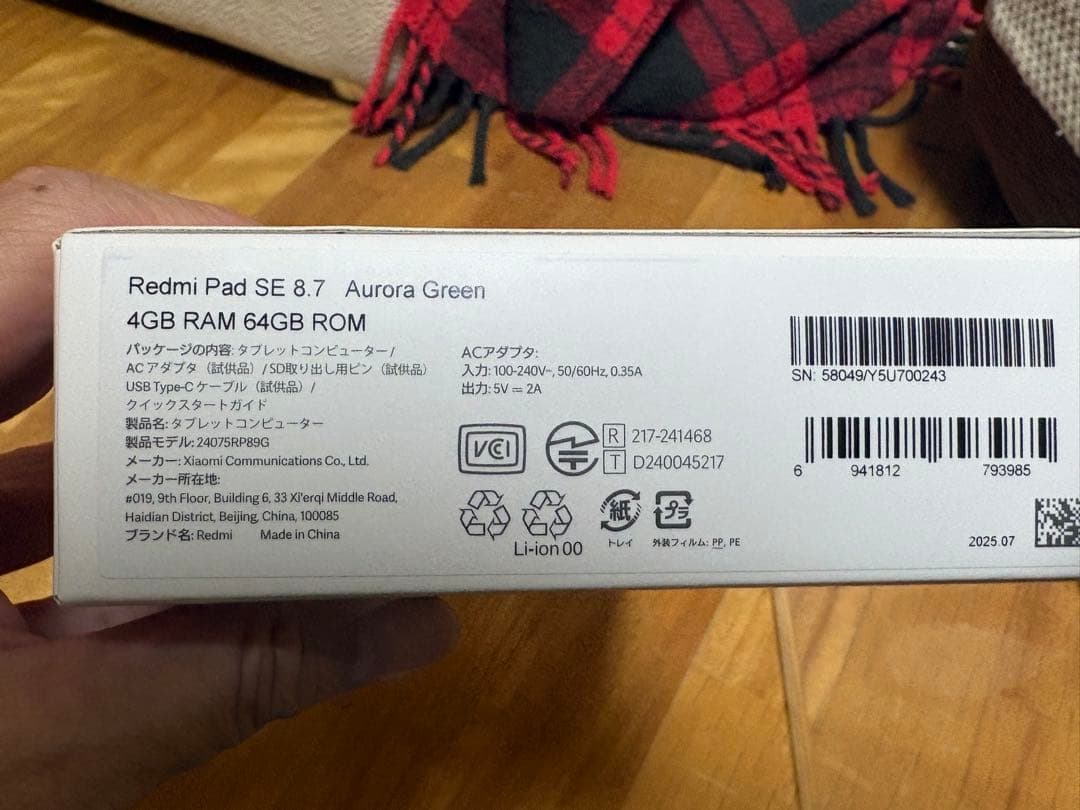 Redmi Pad SE 8.7 Aurora Green
4GB RAM 64GB ROM
パッケージの内容: タブレットコンピューター /
AC アダプタ（試供品）/ SD取り出し用ピン（試供品）
USB Type-C ケーブル（試供品）/
クイックスタートガイド
製品名: タブレットコンピューター
製品モデル: 24075RP89G
メーカー: Xiaomi Communications Co., Ltd.
メーカー所在地:
#019, 9th Floor, Building 6, 33 Xi'erqi Middle Road,
Haidian District, Beijing, China, 100085
ブランド名: Redmi Made in China
ACアダプタ:
入力: 100-240V~, 50/60Hz, 0.35A
出力: 5V ⎓ 2A
VCCI
R 217-241468
T D240045217
Li-ion 00
紙
トレイ
プラ
外装フィルム: PP, PE
SN: 58049/Y5U700243
6 941812 793985
2025.07